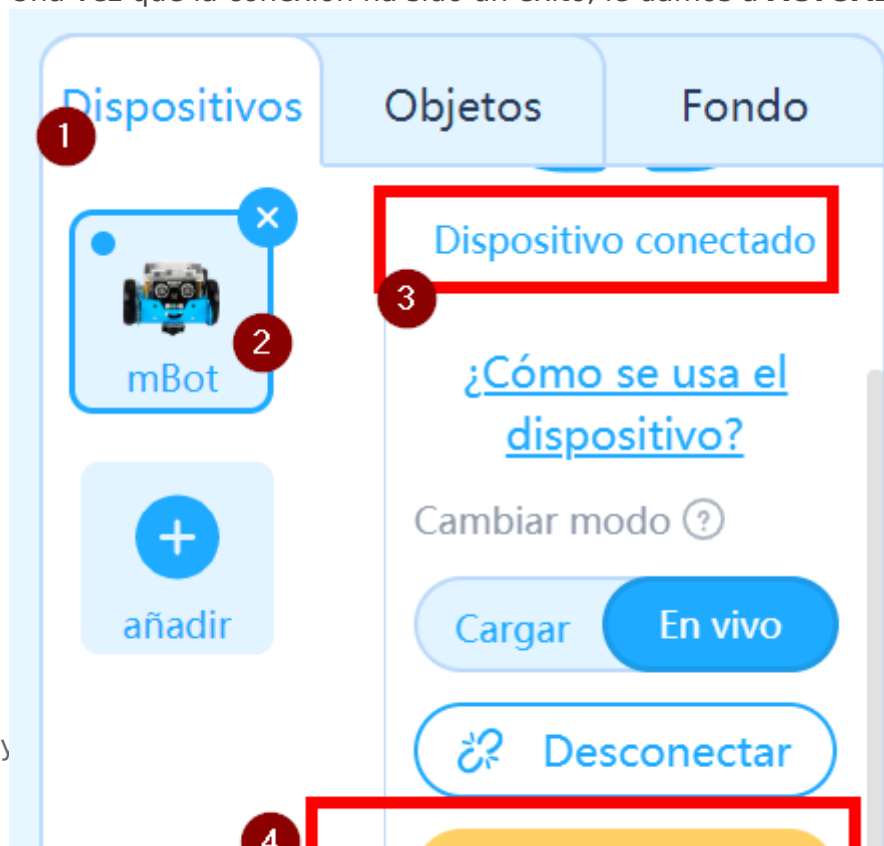 Dispositivos Objetos Fondo
1
Dispositivo conectado
3
2
mBot
¿Cómo se usa el
dispositivo?
Cambiar modo ?
añadir
Cargar En vivo
y
Desconectar
4